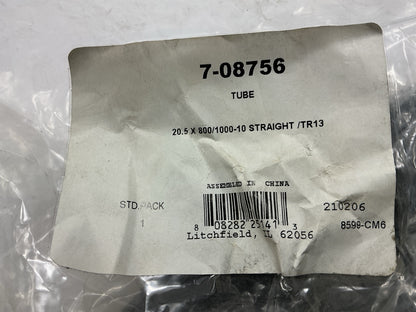 7-08756
TUBE
20.5 X 800/1000-10 STRAIGHT /TR13
ASSEMBLED IN CHINA
STD.PACK
1
210206
8 08282 25141 3
8599-CM6
Litchfield, IL 62056